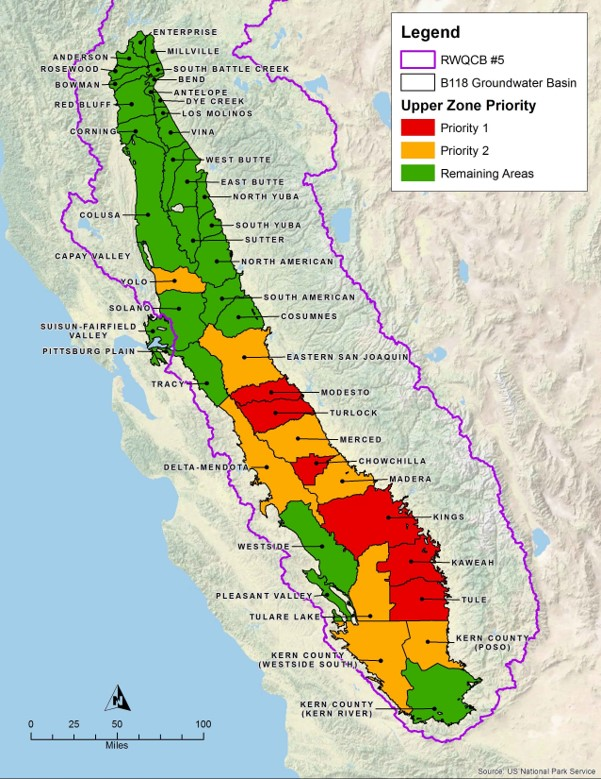 Legend
RWQCB #5
B118 Groundwater Basin
Upper Zone Priority
Priority 1
Priority 2
Remaining Areas
ENTERPRISE
MILLVILLE
ANDERSON
ROSEWOOD
SOUTH BATTLE CREEK
BEND
BOWMAN
ANTELOPE
DYE CREEK
RED BLUFF
LOS MOLINOS
CORNING
VINA
WEST BUTTE
EAST BUTTE
NORTH YUBA
COLUSA
SOUTH YUBA
SUTTER
CAPAY VALLEY
NORTH AMERICAN
YOLO
SOUTH AMERICAN
SOLANO
COSUMNES
SUISUN-FAIRFIELD
VALLEY
PITTSBURG PLAIN
EASTERN SAN JOAQUIN
TRACY
MODESTO
TURLOCK
MERCED
CHOWCHILLA
DELTA-MENDOTA
MADERA
KINGS
WESTSIDE
KAWEAH
PLEASANT VALLEY
TULE
TULARE LAKE
KERN COUNTY
(POSO)
KERN COUNTY
(WESTSIDE SOUTH)
KERN COUNTY
(KERN RIVER)
N
0 25 50 100
Miles
Source: US National Park Service